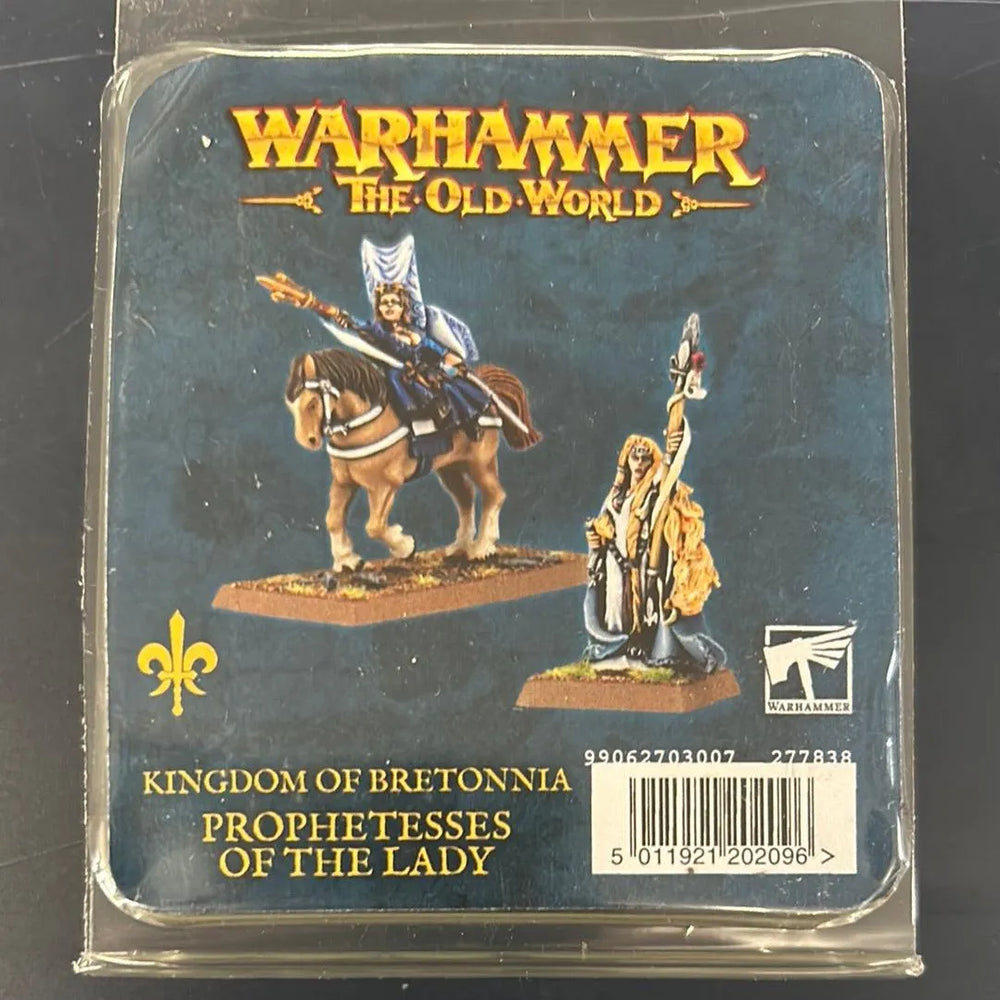 WARHAMMER
THE·OLD·WORLD
WARHAMMER
99062703007 277838
KINGDOM OF BRETONNIA
PROPHETESSES
OF THE LADY
5 011921 202096 >